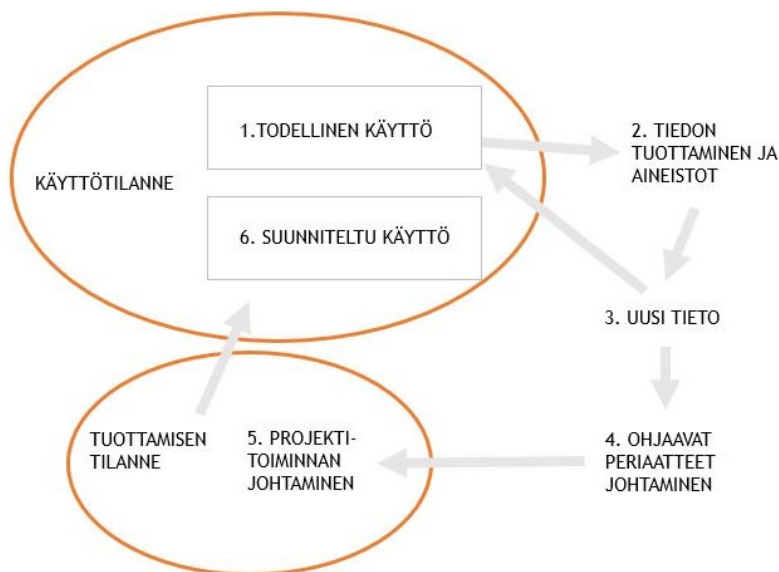 1.TODELLINEN KÄYTTÖ
2. TIEDON
TUOTTAMINEN JA
AINEISTOT
KÄYTTÖTILANNE
6. SUUNNITELTU KÄYTTÖ
3. UUSI TIETO
TUOTTAMISEN
TILANNE
5. PROJEKTI-
TOIMINNAN
JOHTAMINEN
4. OHJAAVAT
PERIAATTEET
JOHTAMINEN